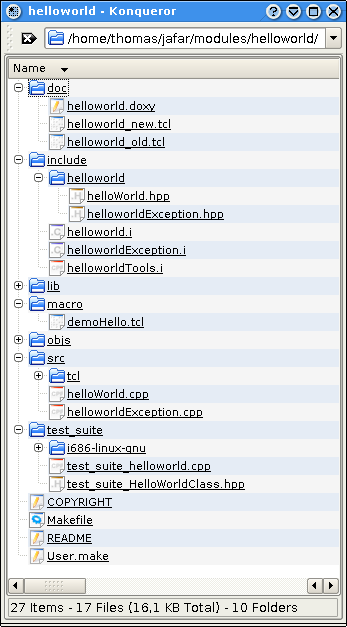 helloworld - Konqueror
/home/thomas/jafar/modules/helloworld/
Name
doc
helloworld.doxy
helloworld_new.tcl
helloworld_old.tcl
include
helloworld
helloWorld.hpp
helloworldException.hpp
helloworld.i
helloworldException.i
helloworldTools.i
lib
macro
demoHello.tcl
objs
src
tcl
helloWorld.cpp
helloworldException.cpp
test_suite
i686-linux-gnu
test_suite_helloworld.cpp
test_suite_HelloWorldClass.hpp
COPYRIGHT
Makefile
README
User.make
27 Items - 17 Files (16,1 KB Total) - 10 Folders